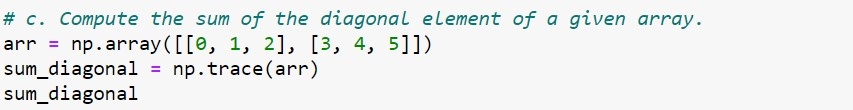 # c. Compute the sum of the diagonal element of a given array.
arr = np.array([[0, 1, 2], [3, 4, 5]])
sum_diagonal = np.trace(arr)
sum_diagonal